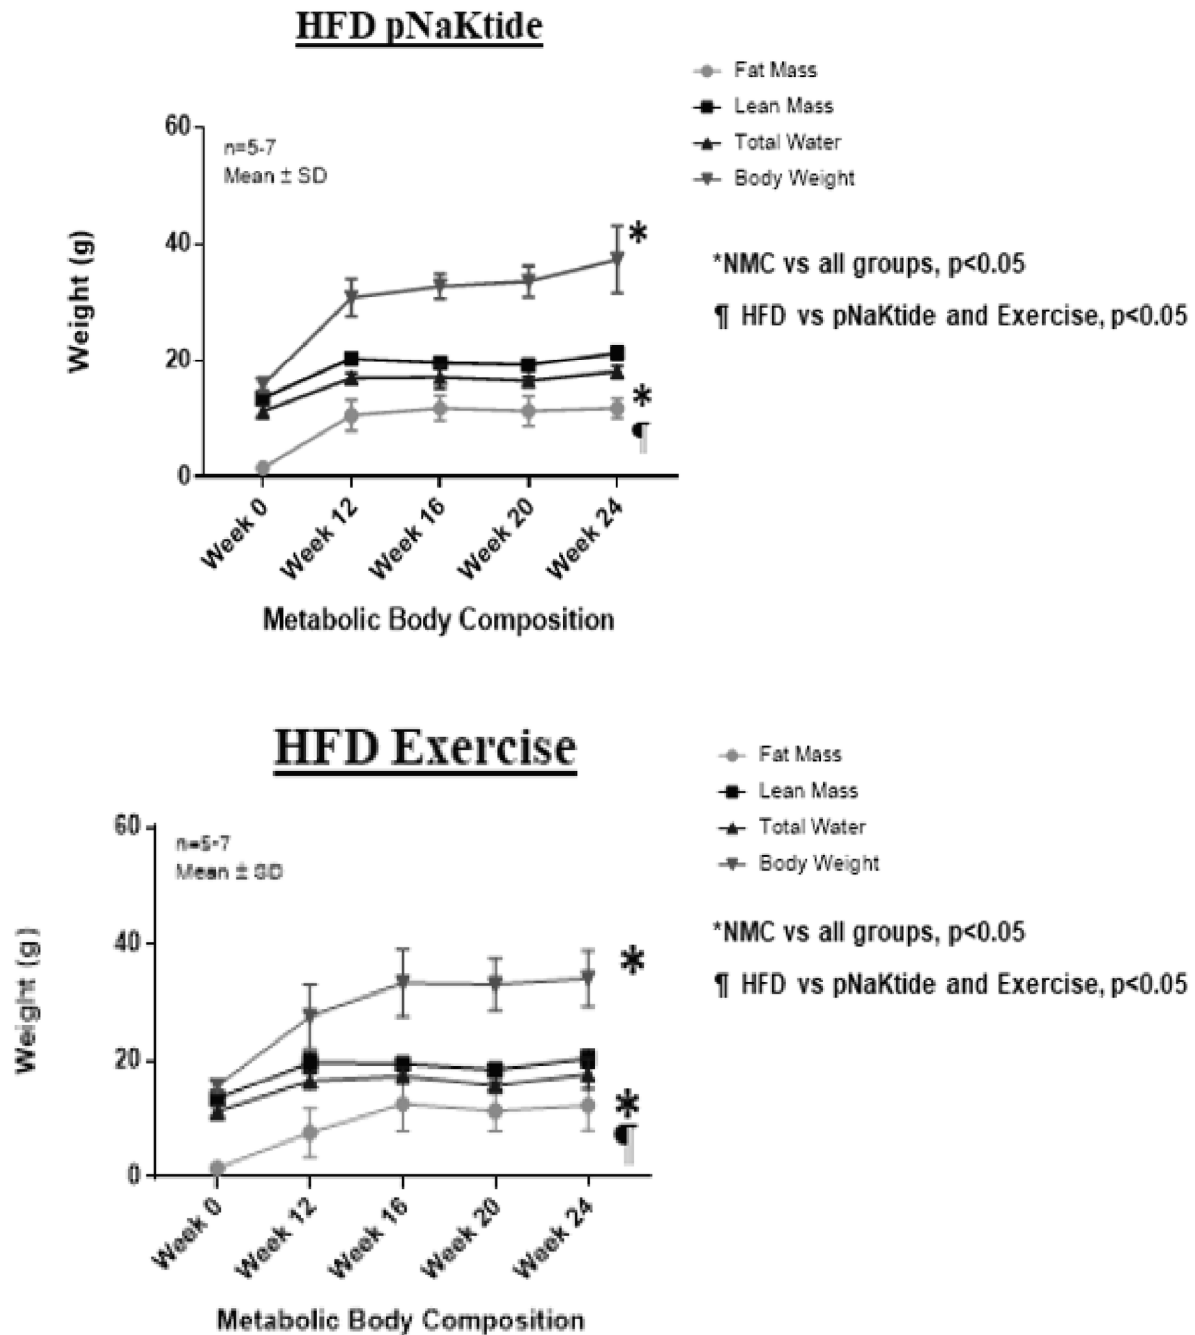 HFD pNaKtide
Fat Mass
Lean Mass
Total Water
Body Weight
n=5-7
Mean ± SD
60
40
20
0
Weight (g)
*
*
¶
*NMC vs all groups, p<0.05
¶ HFD vs pNaKtide and Exercise, p<0.05
Week 0
Week 12
Week 16
Week 20
Week 24
Metabolic Body Composition
HFD Exercise
Fat Mass
Lean Mass
Total Water
Body Weight
n=5-7
Mean ± SD
60
40
20
0
Weight (g)
*
*
¶
*NMC vs all groups, p<0.05
¶ HFD vs pNaKtide and Exercise, p<0.05
Week 0
Week 12
Week 16
Week 20
Week 24
Metabolic Body Composition